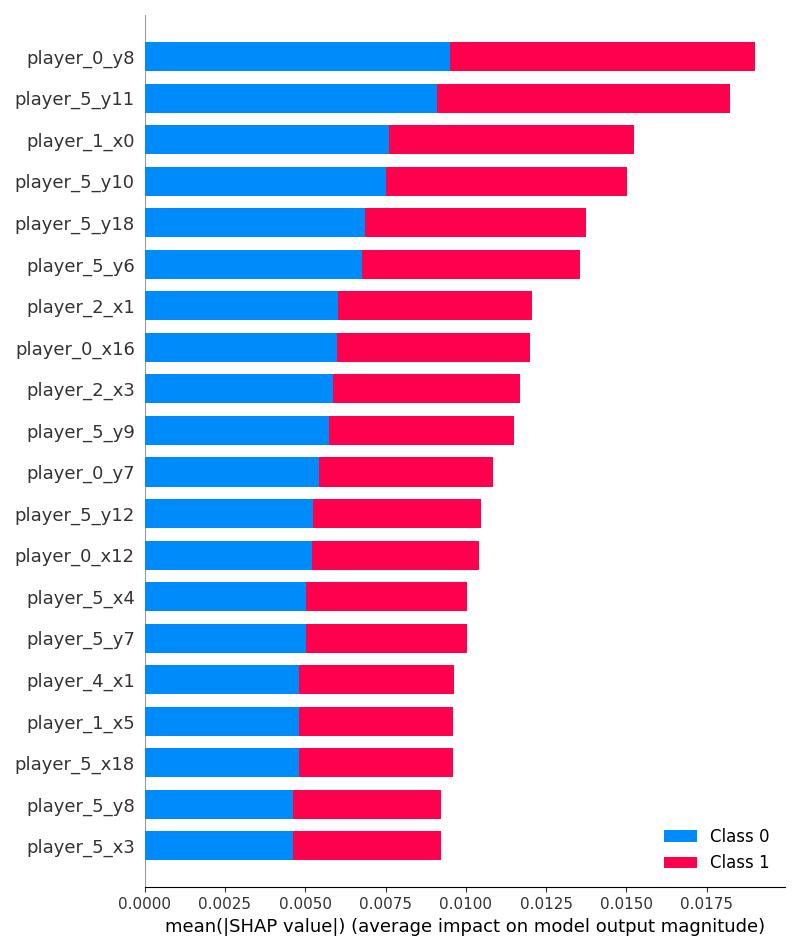 player_0_y8
player_5_y11
player_1_x0
player_5_y10
player_5_y18
player_5_y6
player_2_x1
player_0_x16
player_2_x3
player_5_y9
player_0_y7
player_5_y12
player_0_x12
player_5_x4
player_5_y7
player_4_x1
player_1_x5
player_5_x18
player_5_y8
player_5_x3
Class 0
Class 1
0.0000 0.0025 0.0050 0.0075 0.0100 0.0125 0.0150 0.0175
mean(|SHAP value|) (average impact on model output magnitude)